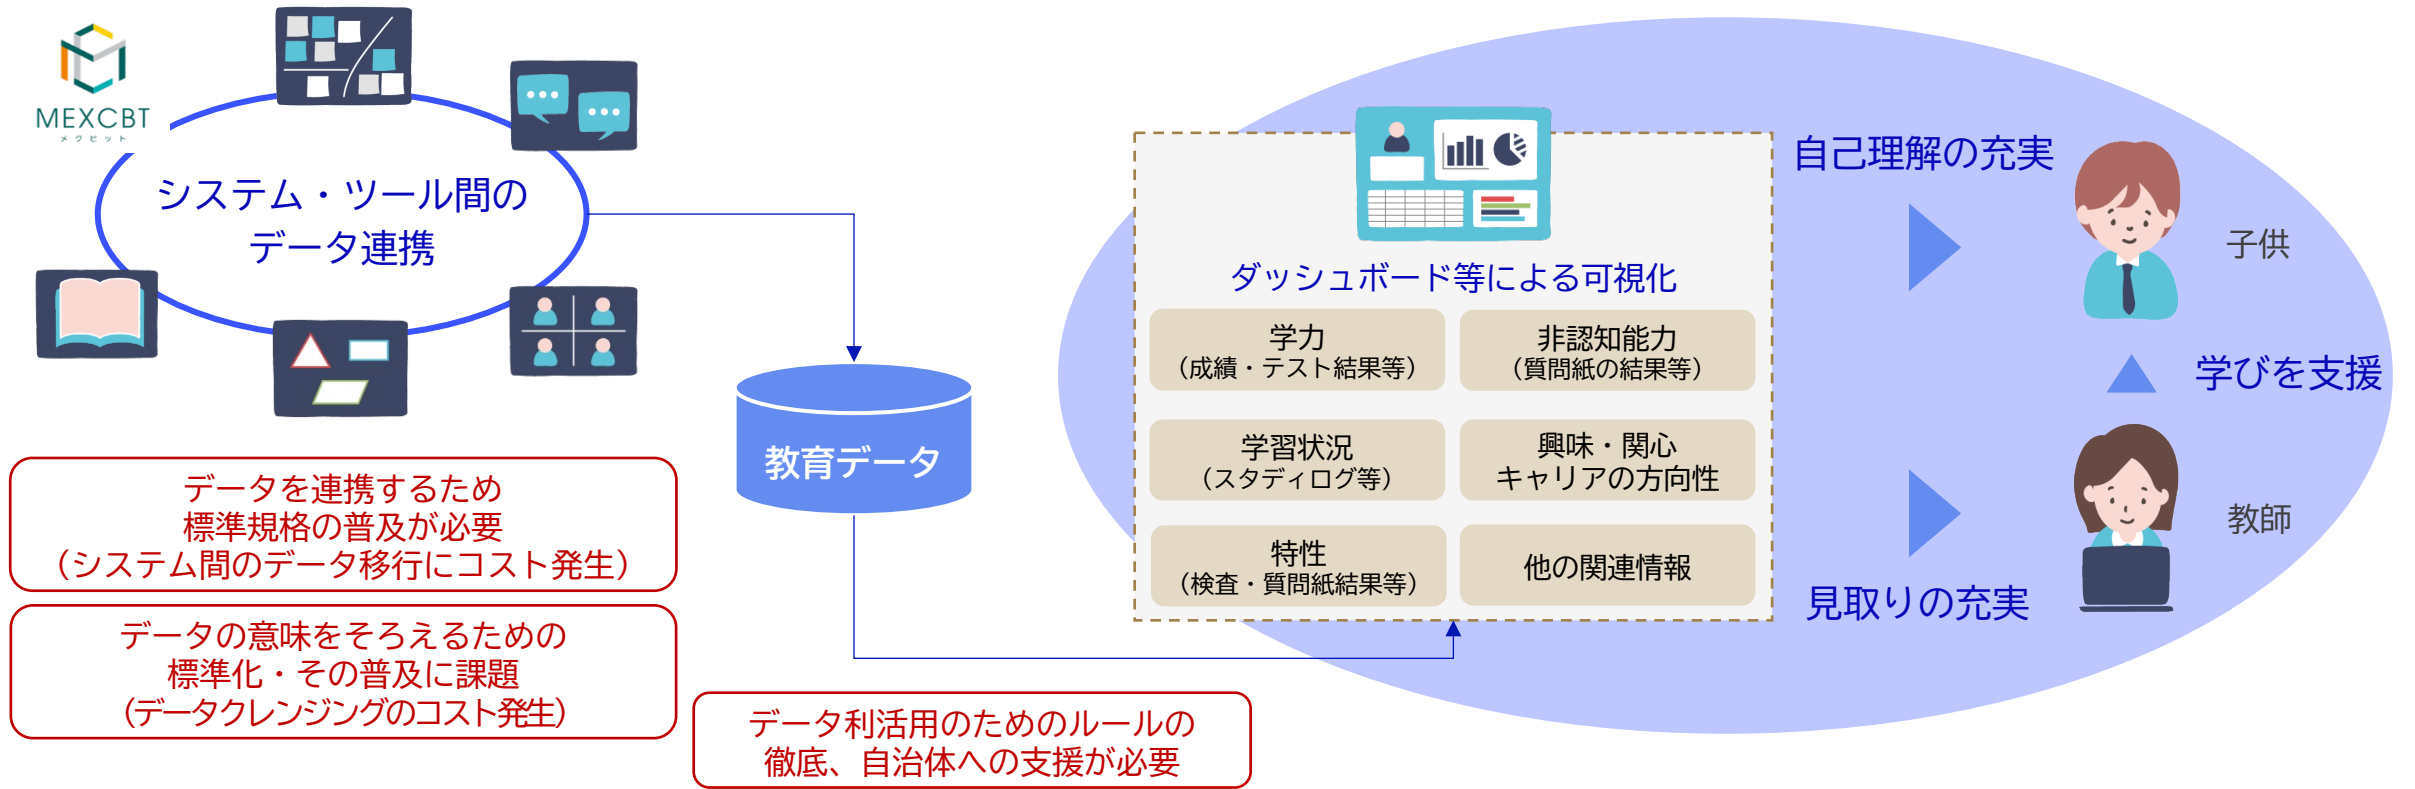 MEXCBT
メクビット
システム・ツール間の
データ連携
データを連携するため
標準規格の普及が必要
（システム間のデータ移行にコスト発生）
データの意味をそろえるための
標準化・その普及に課題
（データクレンジングのコスト発生）
教育データ
データ利活用のためのルールの
徹底、自治体への支援が必要
ダッシュボード等による可視化
学力
（成績・テスト結果等）
非認知能力
（質問紙の結果等）
学習状況
（スタディログ等）
興味・関心
キャリアの方向性
特性
（検査・質問紙結果等）
他の関連情報
自己理解の充実
子供
学びを支援
教師
見取りの充実